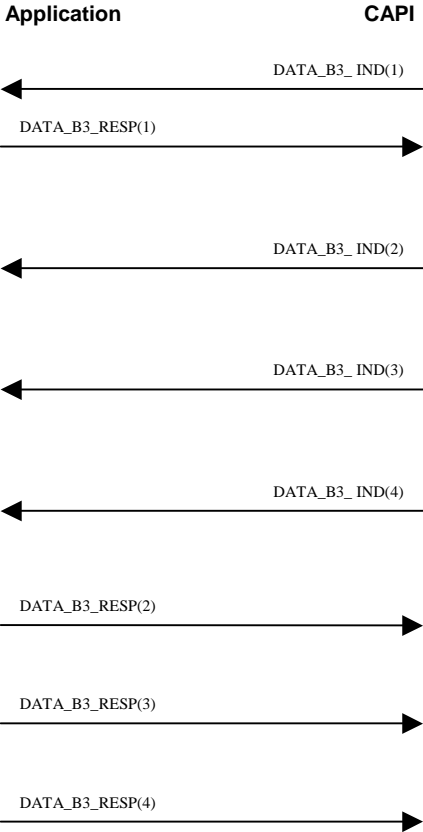 Application CAPI
DATA_B3_ IND(1)
DATA_B3_RESP(1)
DATA_B3_ IND(2)
DATA_B3_ IND(3)
DATA_B3_ IND(4)
DATA_B3_RESP(2)
DATA_B3_RESP(3)
DATA_B3_RESP(4)